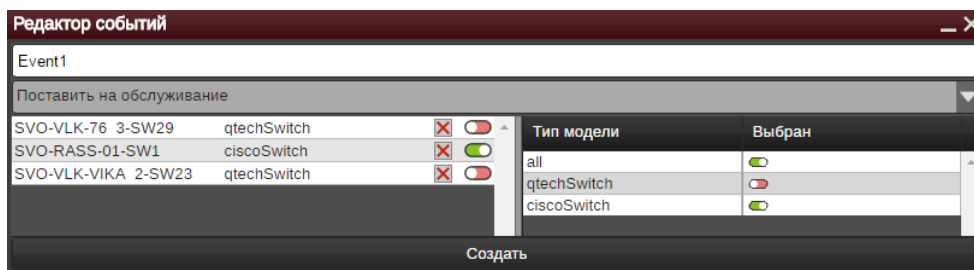 Редактор событий
Event1
Поставить на обслуживание
SVO-VLK-76 3-SW29 qtechSwitch
SVO-RASS-01-SW1 ciscoSwitch
SVO-VLK-VIKA 2-SW23 qtechSwitch
Тип модели Выбран
all
qtechSwitch
ciscoSwitch
Создать